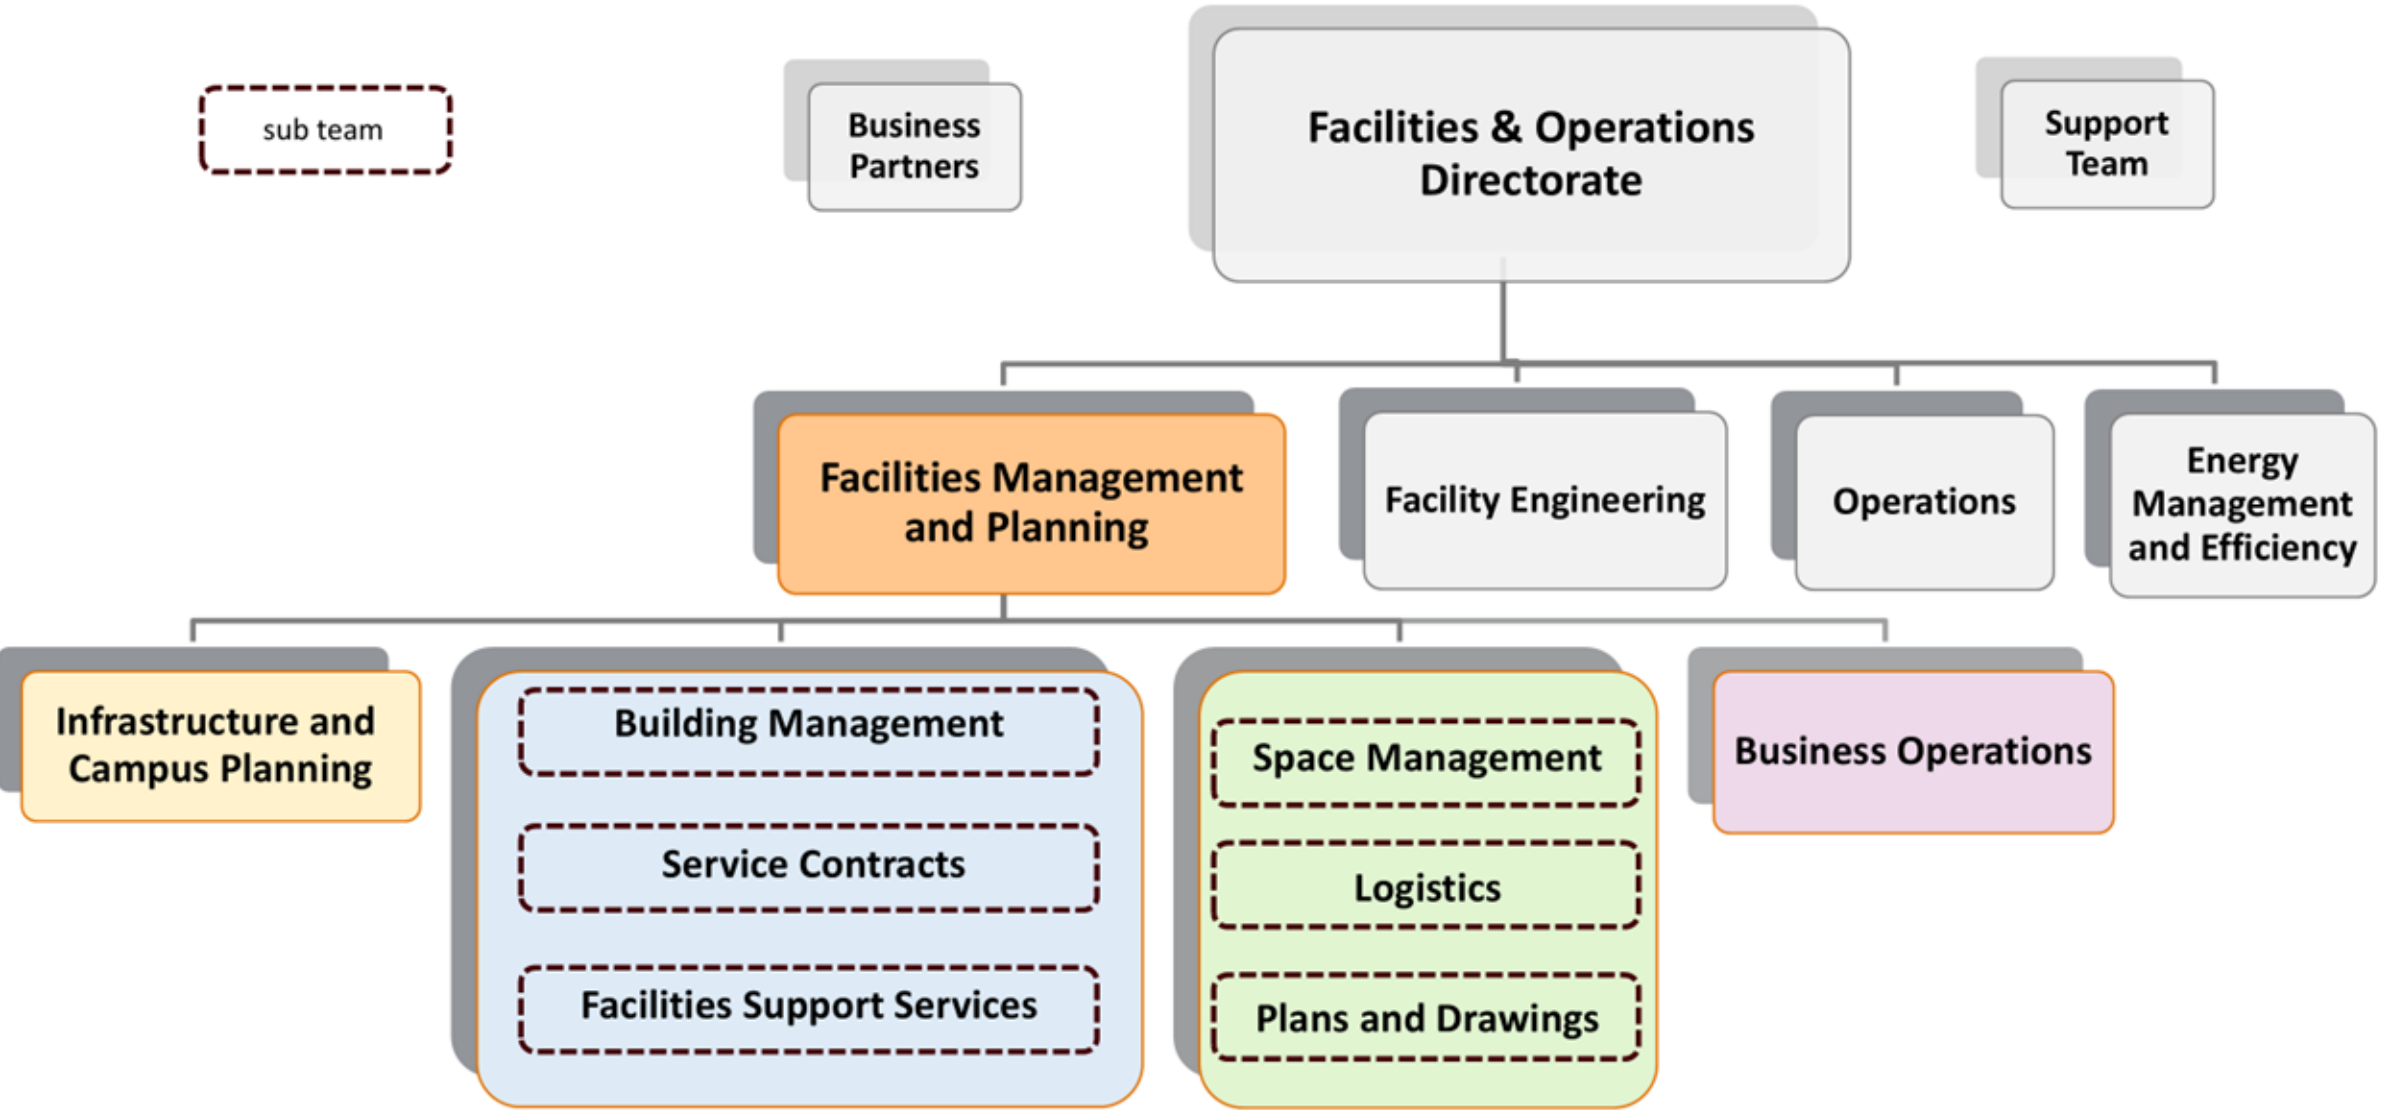 sub team
Business
Partners
Facilities & Operations
Directorate
Support
Team
Facilities Management
and Planning
Facility Engineering
Operations
Energy
Management
and Efficiency
Infrastructure and
Campus Planning
Building Management
Service Contracts
Facilities Support Services
Space Management
Logistics
Plans and Drawings
Business Operations